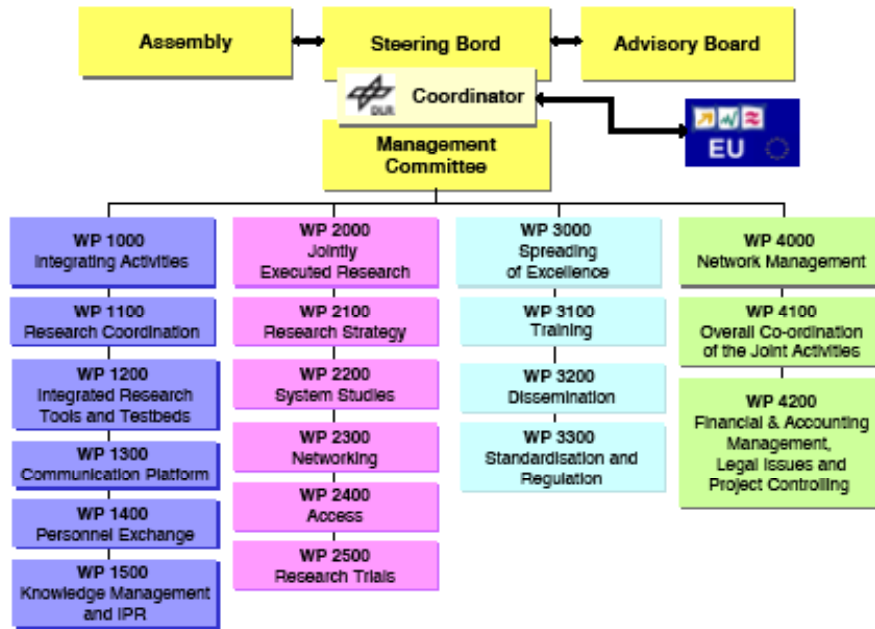 Assembly
Steering Bord
Advisory Board
DLR
Coordinator
EU
Management
Committee
WP 1000
Integrating Activities
WP 1100
Research Coordination
WP 1200
Integrated Research
Tools and Testbeds
WP 1300
Communication Platform
WP 1400
Personnel Exchange
WP 1500
Knowledge Management
and IPR
WP 2000
Jointly
Executed Research
WP 2100
Research Strategy
WP 2200
System Studies
WP 2300
Networking
WP 2400
Access
WP 2500
Research Trials
WP 3000
Spreading
of Excellence
WP 3100
Training
WP 3200
Dissemination
WP 3300
Standardisation and
Regulation
WP 4000
Network Management
WP 4100
Overall Co-ordination
of the Joint Activities
WP 4200
Financial & Accounting
Management,
Legal Issues and
Project Controlling